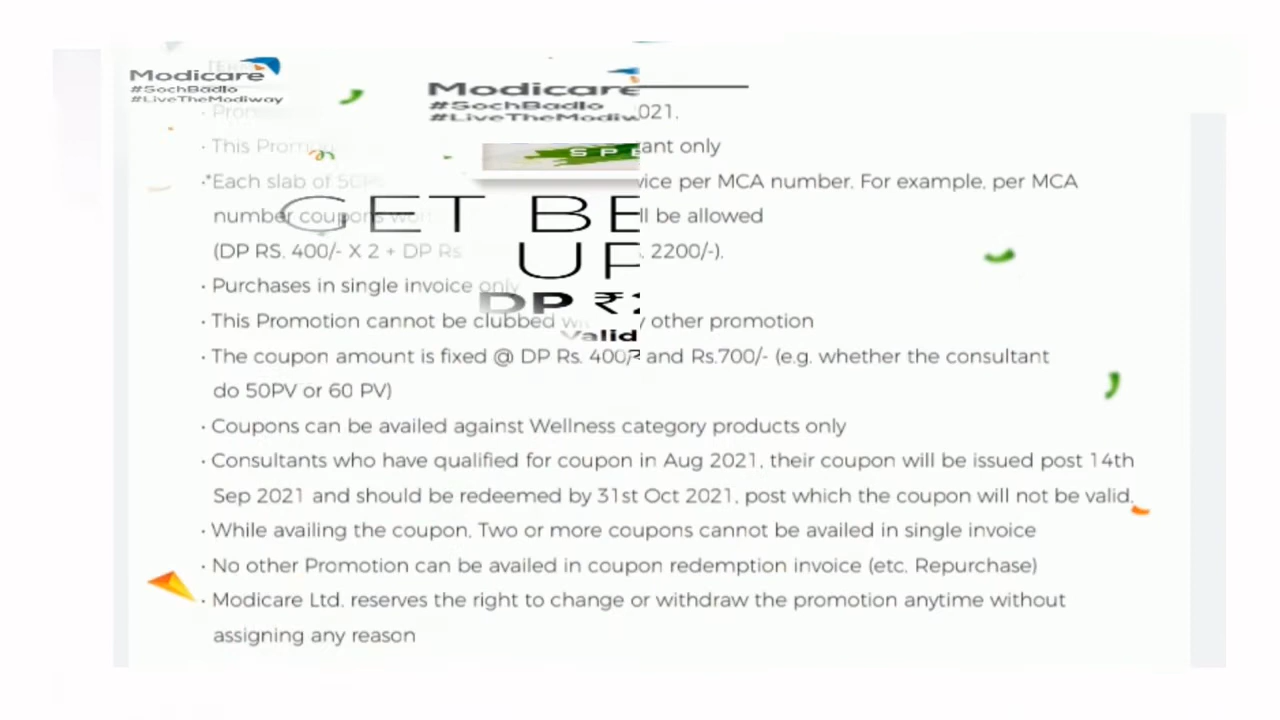 Modicare
#SochBadlo
#LiveTheModiway
Modicare
#SochBadlo
#LiveTheModiw
021.
This Prom
ant only
*Each slab of 50P
ice per MCA number. For example, per MCA
GET BE
number coupons wor
ll be allowed
UP
(DP RS. 400/- X 2 + DP Rs
2200/-).
Purchases in single invoice only
DP ₹
This Promotion cannot be clubbed
other promotion
Valid
· The coupon amount is fixed @ DP Rs. 400/- and Rs.700/- (e.g. whether the consultant
do 50PV or 60 PV)
· Coupons can be availed against Wellness category products only
· Consultants who have qualified for coupon in Aug 2021, their coupon will be issued post 14th
Sep 2021 and should be redeemed by 31st Oct 2021, post which the coupon will not be valid.
· While availing the coupon, Two or more coupons cannot be availed in single invoice
· No other Promotion can be availed in coupon redemption invoice (etc. Repurchase)
· Modicare Ltd. reserves the right to change or withdraw the promotion anytime without
assigning any reason